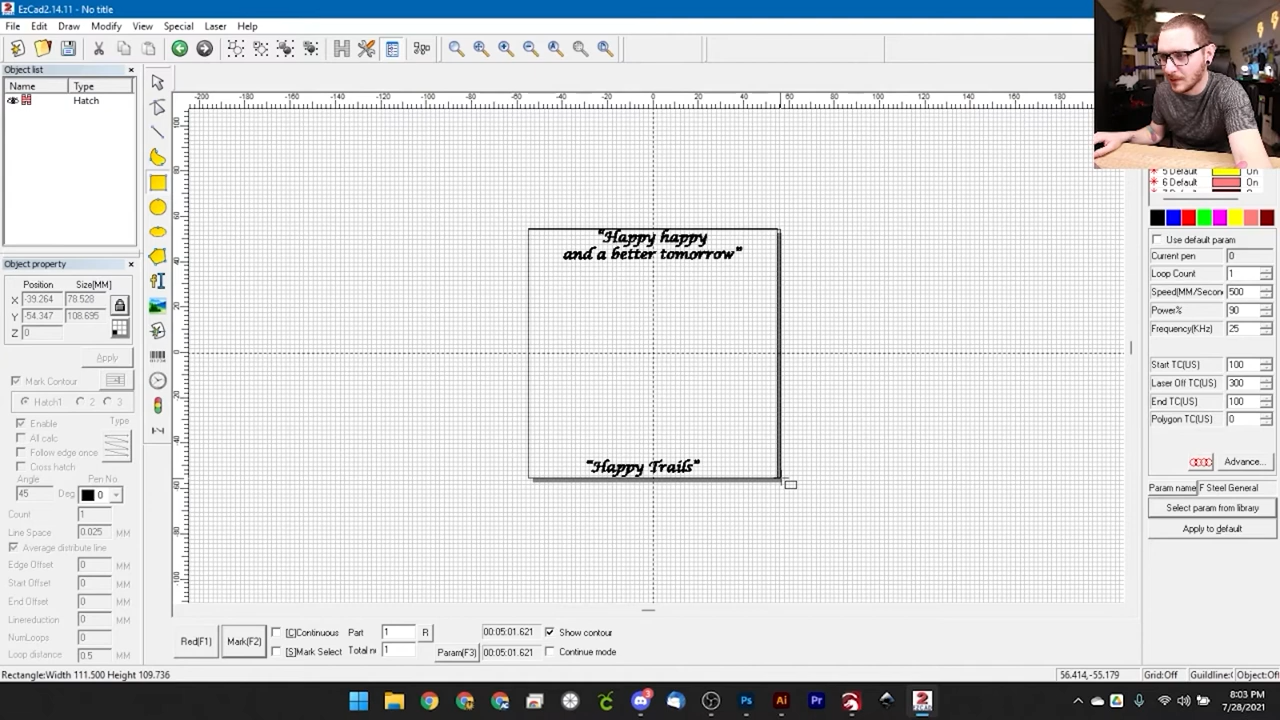 EzCad2.14.11 - No title
File Edit Draw Modify View Special Laser Help
Object list
Name Type
Hatch
Object property
Position Size[MM]
X -39.264 78.528
Y -54.347 108.695
Z 0
Apply
Mark Contour
Hatch1 2 3
Enable Type
All calc
Follow edge once
Cross hatch
Angle Pen No
45 Deg 0
Count 1
Line Space 0.025 MM
Average distribute line
Edge Offset 0 MM
Start Offset 0 MM
End Offset 0 MM
Linereduction 0 MM
NumLoops 0
Loop distance 0.5 MM
"Happy happy
and a better tomorrow"
"Happy Trails"
5 Default On
6 Default On
Use default param
Current pen 0
Loop Count 1
Speed(MM/Secon 500
Power% 90
Frequency(KHz) 25
Start TC(US) 100
Laser Off TC(US) 300
End TC(US) 100
Polygon TC(US) 0
Advance...
Param name F Steel General
Select param from library
Apply to default
Red(F1) Mark(F2)
[C]Continuous Part 1 R 00:05:01.621 Show contour
[S]Mark Select Total n 1 Param(F3) 00:05:01.621 Continue mode
Rectangle:Width 111.500 Height 109.736 56.414,-55.179 Grid:Off Guildline: Object:Of
8:03 PM
7/28/2021